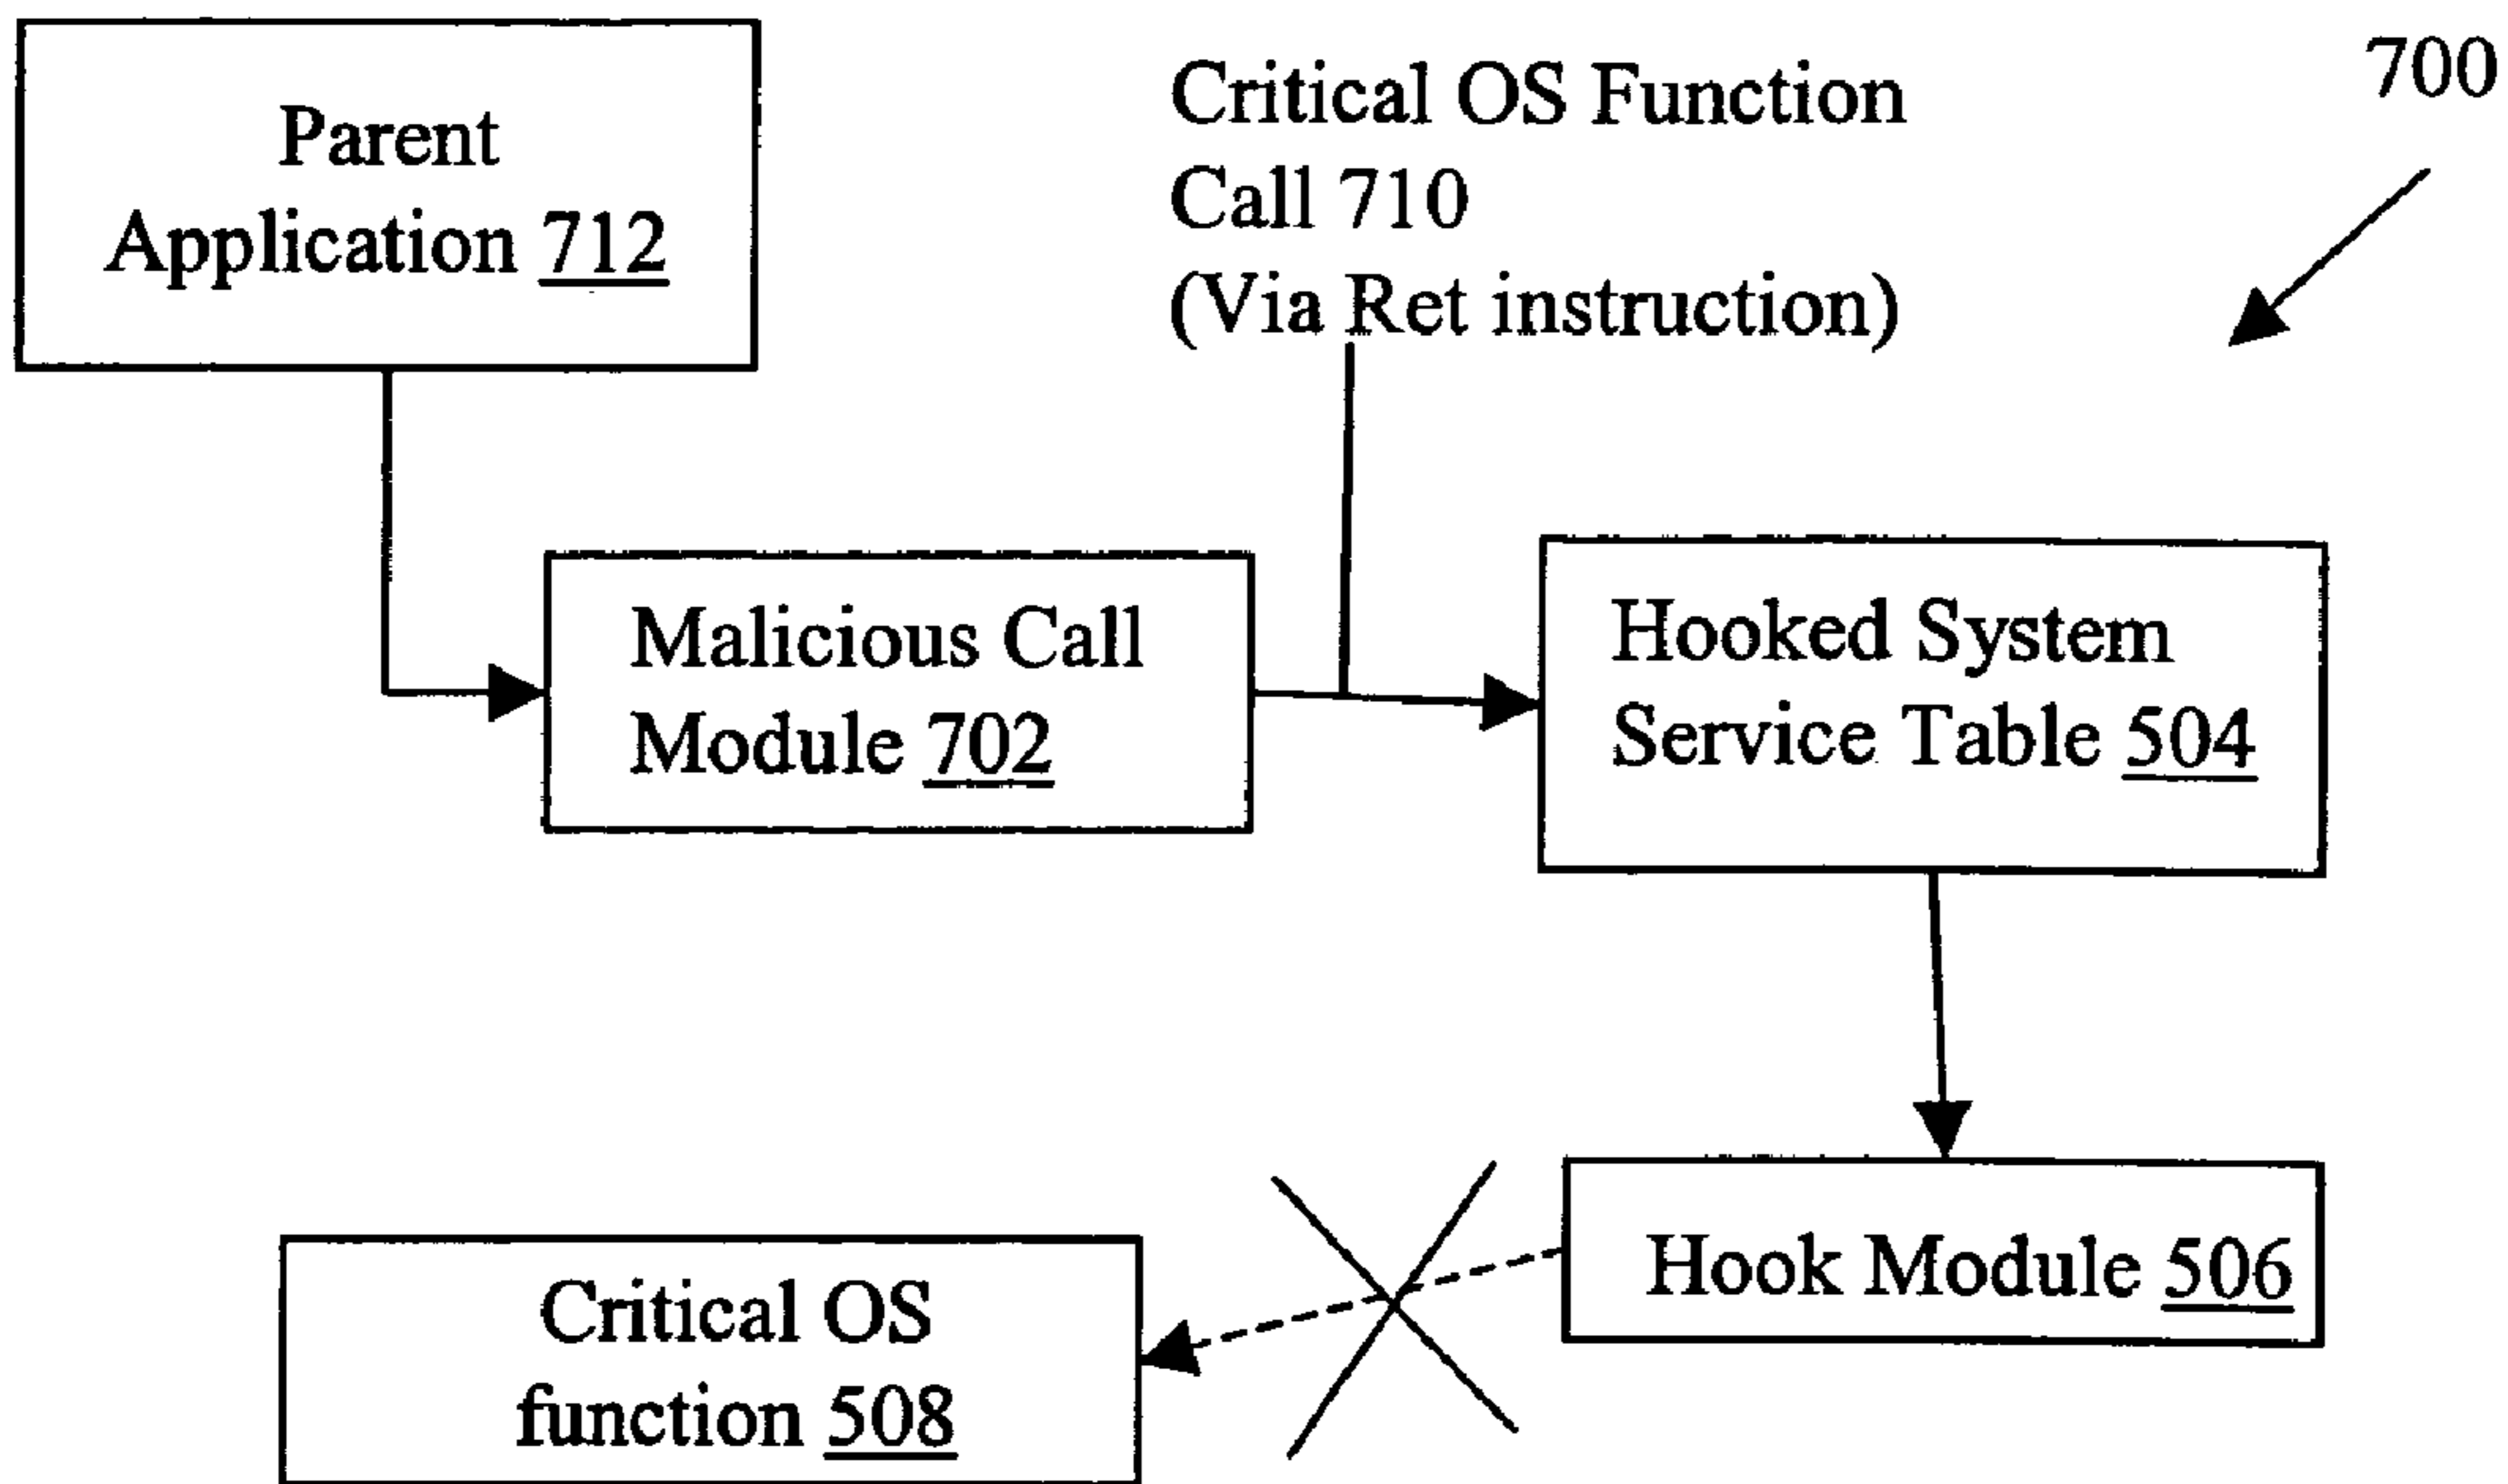 Parent
Application 712
Critical OS Function
Call 710
(Via Ret instruction)
700
Malicious Call
Module 702
Hooked System
Service Table 504
Hook Module 506
Critical OS
function 508